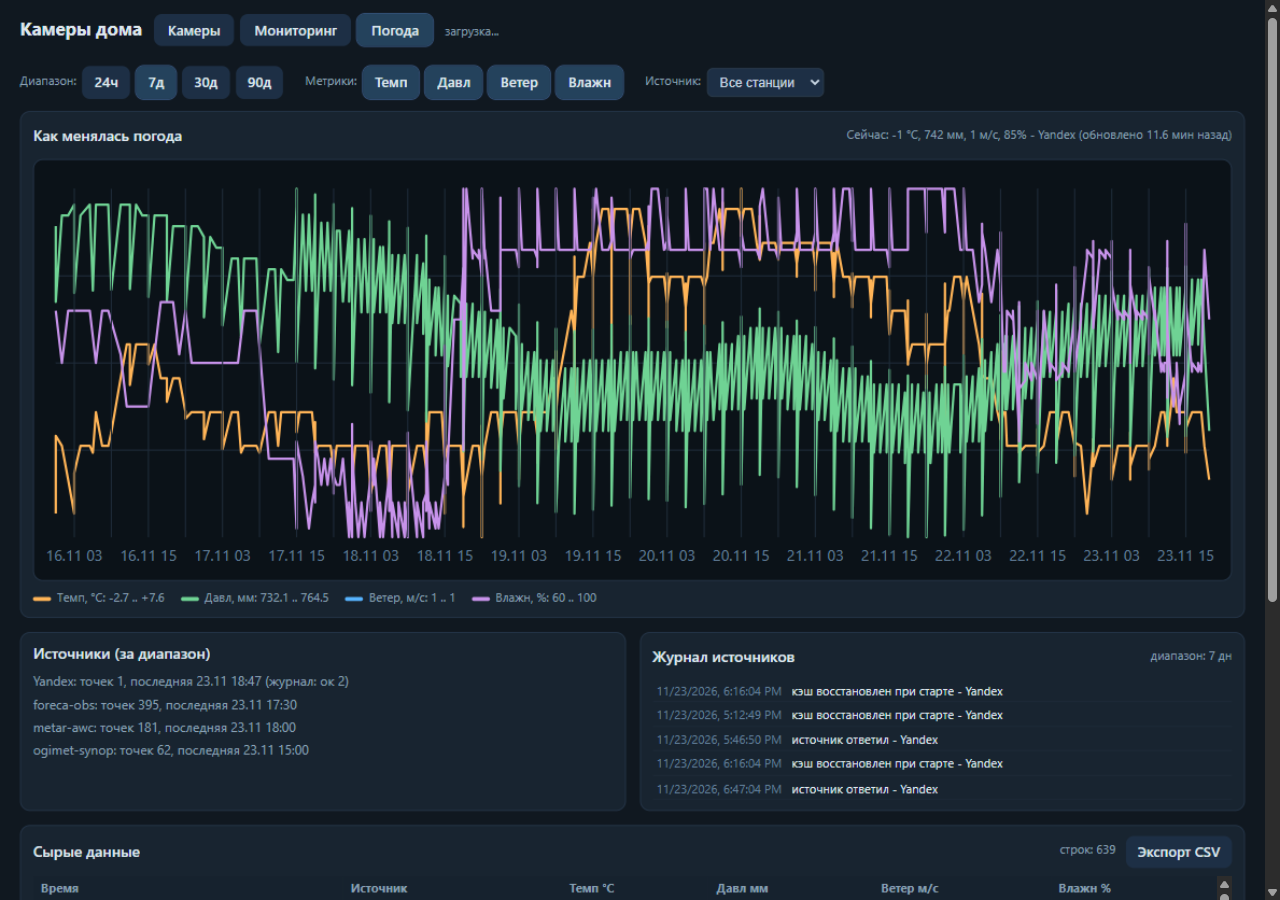 Камеры дома Камеры Мониторинг Погода загрузка...
Диапазон: 24ч 7д 30д 90д Метрики: Темп Давл Ветер Влажн Источник: Все станции
Как менялась погода Сейчас: -1 °C, 742 мм, 1 м/с, 85% - Yandex (обновлено 11.6 мин назад)
16.11 03 16.11 15 17.11 03 17.11 15 18.11 03 18.11 15 19.11 03 19.11 15 20.11 03 20.11 15 21.11 03 21.11 15 22.11 03 22.11 15 23.11 03 23.11 15
Темп, °C: -2.7 .. +7.6 Давл, мм: 732.1 .. 764.5 Ветер, м/с: 1 .. 1 Влажн, %: 60 .. 100
Источники (за диапазон)
Yandex: точек 1, последняя 23.11 18:47 (журнал: ок 2)
foreca-obs: точек 395, последняя 23.11 17:30
metar-awc: точек 181, последняя 23.11 18:00
ogimet-synop: точек 62, последняя 23.11 15:00
Журнал источников диапазон: 7 дн
11/23/2026, 6:16:04 PM кэш восстановлен при старте - Yandex
11/23/2026, 5:12:49 PM кэш восстановлен при старте - Yandex
11/23/2026, 5:46:50 PM источник ответил - Yandex
11/23/2026, 6:16:04 PM кэш восстановлен при старте - Yandex
11/23/2026, 6:47:04 PM источник ответил - Yandex
Сырые данные строк: 639 Экспорт CSV
Время Источник Темп °C Давл мм Ветер м/с Влажн %